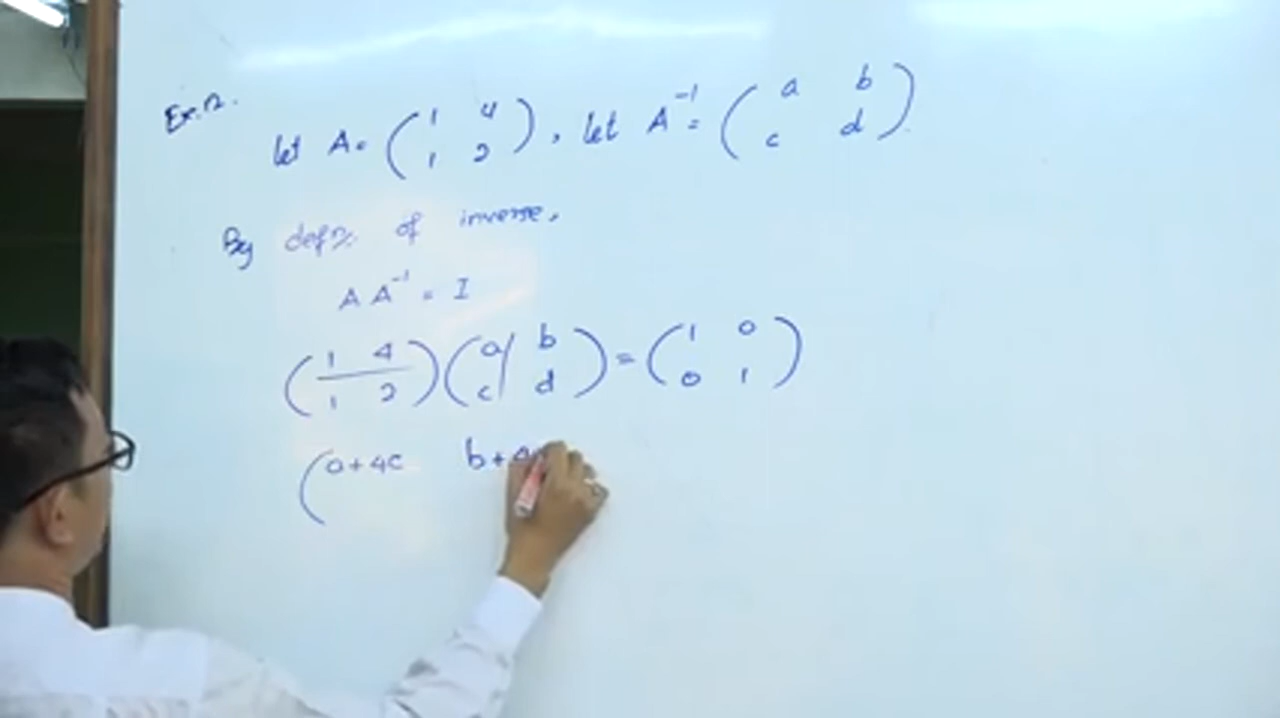 Ex.12.
let A = ( 1 4 1 2 ), let A⁻¹ = ( a b c d ).
By defn. of inverse,
A A⁻¹ = I
( 1 4 1 2 ) ( a b c d ) = ( 1 0 0 1 )
( a+4c b+